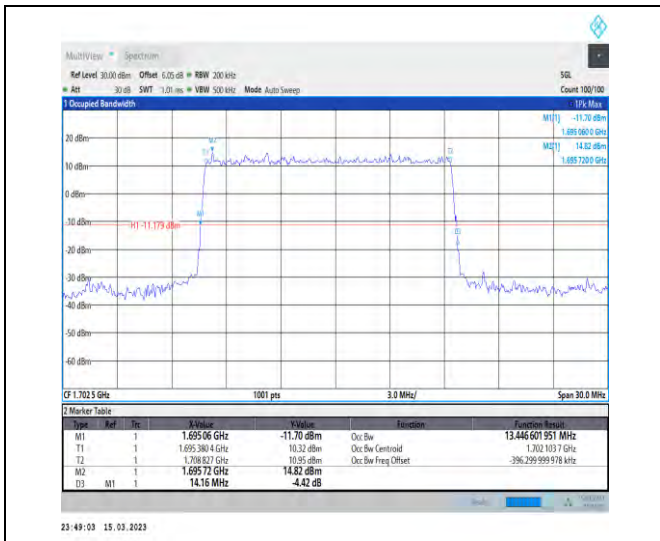 MultiView Spectrum
Ref Level 30.00 dBm Offset 6.05 dB RBW 200 kHz SGL
Att 30 dB SWT 1.01 ms VBW 500 kHz Mode Auto Sweep Count 100/100
1 Occupied Bandwidth 1Pk Max
M1[1] -11.70 dBm
1.695 060 0 GHz
M2[1] 14.82 dBm
1.695 720 0 GHz
20 dBm
M2
T1
T2
10 dBm
0 dBm
M1
-10 dBm
H1 -11.179 dBm
D3
-20 dBm
-30 dBm
-40 dBm
-50 dBm
-60 dBm
CF 1.702 5 GHz 1001 pts 3.0 MHz/ Span 30.0 MHz
2 Marker Table
Type Ref Trc X-Value Y-Value Function Function Result
M1 1 1.695 06 GHz -11.70 dBm Occ Bw 13.446 601 951 MHz
T1 1 1.695 380 4 GHz 10.32 dBm Occ Bw Centroid 1.702 103 7 GHz
T2 1 1.708 827 GHz 10.95 dBm Occ Bw Freq Offset -396.299 999 978 kHz
M2 1 1.695 72 GHz 14.82 dBm
D3 M1 1 14.16 MHz -4.42 dB
23:49:03 15.03.2023